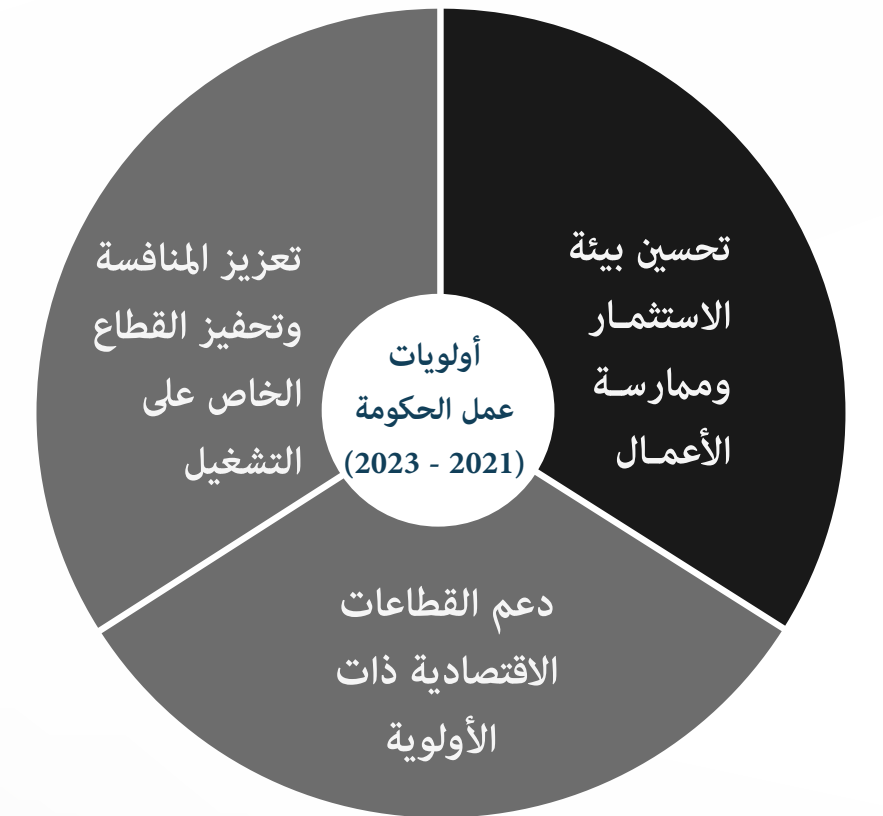 أولويات
عمل الحكومة
(2021 - 2023)
تحسين بيئة
الاستثمـار
وممارسـة
الأعمـال
دعم القطاعات
الاقتصادية ذات
الأولوية
تعزيز المنافسة
وتحفيز القطاع
الخاص على
التشغيل